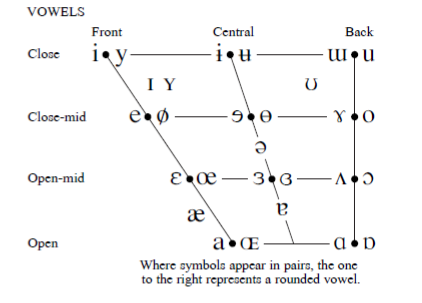 VOWELS
Front Central Back
Close i y ɨ ʉ ɯ u
I Y ʊ
Close-mid e ø ɘ ɵ ɤ o
ə
Open-mid ɛ œ ɜ ɞ ʌ ɔ
æ ɐ
Open a ɶ ɑ ɒ
Where symbols appear in pairs, the one
to the right represents a rounded vowel.